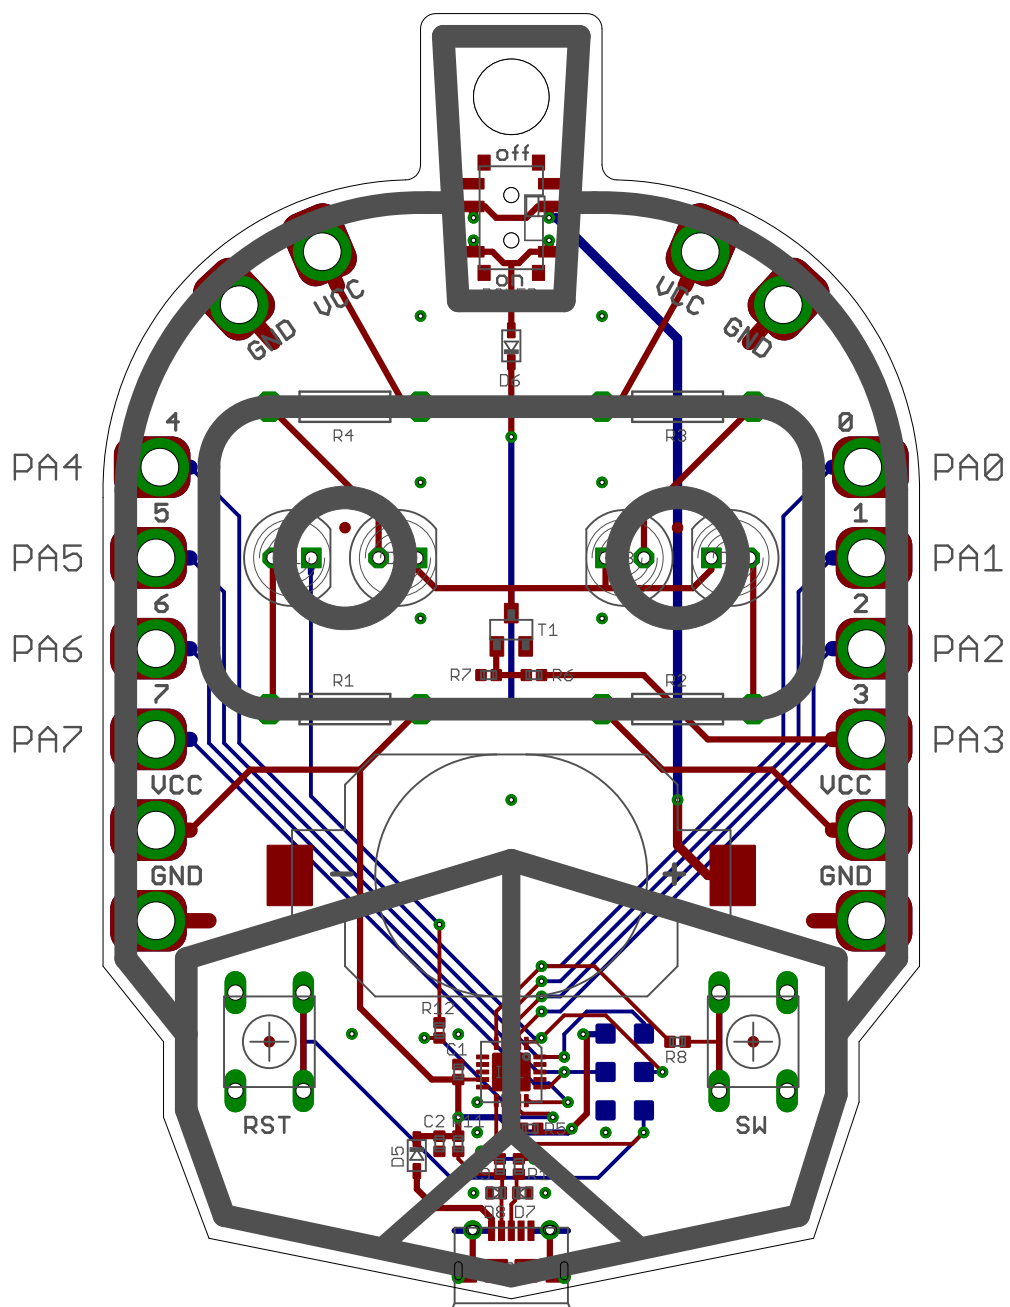 off
on
VCC
VCC
GND
GND
D6
4
0
R4
R3
PA4
PA0
5
1
PA5
PA1
6
2
T1
PA6
PA2
R7
R6
R1
R2
7
3
PA7
PA3
VCC
VCC
GND
- +
GND
R12
C1
R8
C2
R11
R5
RST
SW
D5
D8
D7